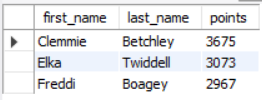 first_name last_name points
Clemmie Betchley 3675
Elka Twiddell 3073
Freddi Boagey 2967